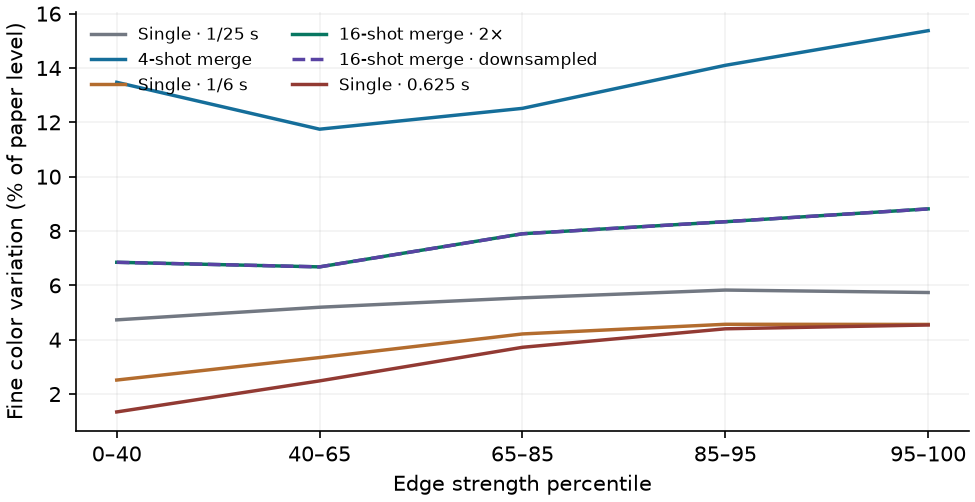 Fine color variation (% of paper level)
16
14
12
10
8
6
4
2
Single · 1/25 s
4-shot merge
Single · 1/6 s
16-shot merge · 2×
16-shot merge · downsampled
Single · 0.625 s
0–40
40–65
65–85
85–95
95–100
Edge strength percentile